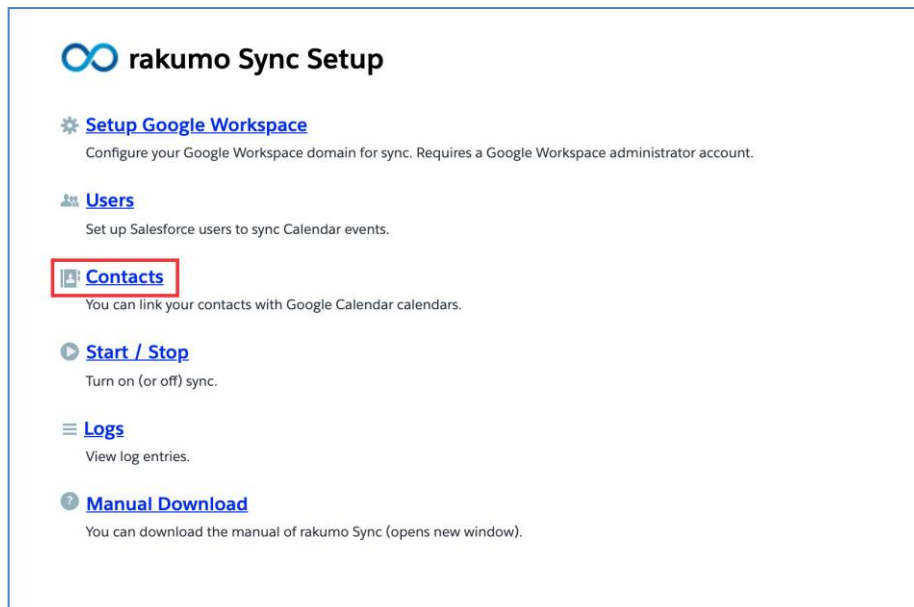 rakumo Sync Setup
Setup Google Workspace
Configure your Google Workspace domain for sync. Requires a Google Workspace administrator account.
Users
Set up Salesforce users to sync Calendar events.
Contacts
You can link your contacts with Google Calendar calendars.
Start / Stop
Turn on (or off) sync.
Logs
View log entries.
Manual Download
You can download the manual of rakumo Sync (opens new window).